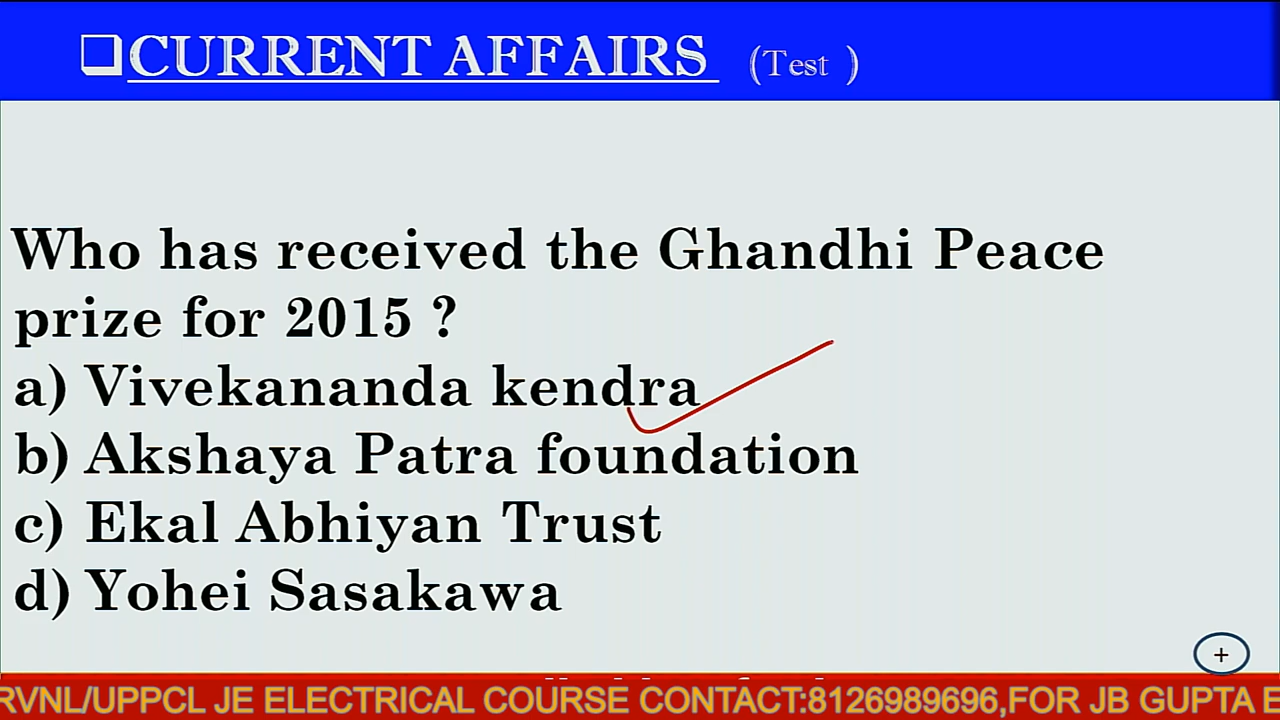 ❑CURRENT AFFAIRS (Test )
Who has received the Ghandhi Peace
prize for 2015 ?
a) Vivekananda kendra
b) Akshaya Patra foundation
c) Ekal Abhiyan Trust
d) Yohei Sasakawa
+
RVNL/UPPCL JE ELECTRICAL COURSE CONTACT:8126989696,FOR JB GUPTA E